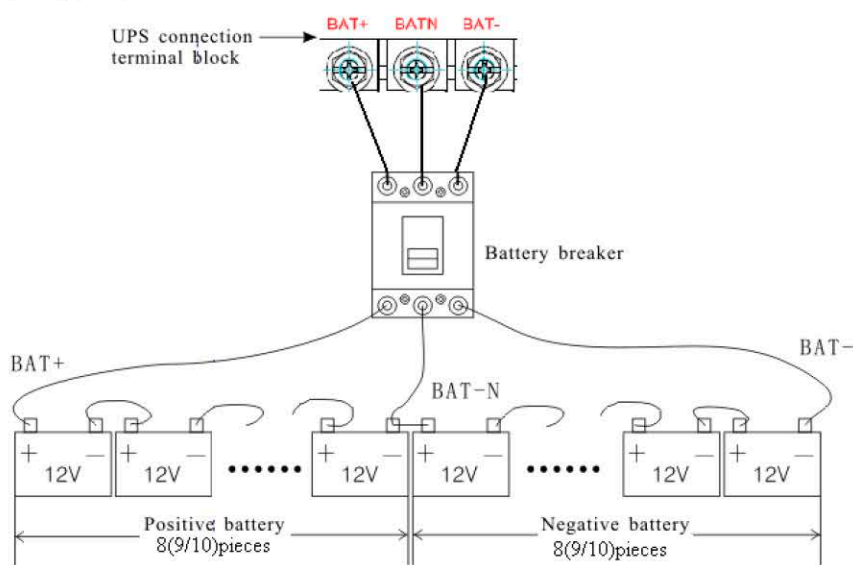 BAT+ BATN BAT-
UPS connection
terminal block
Battery breaker
BAT+
BAT-
BAT-N
+ − + − + − + − + − + −
12V 12V 12V 12V 12V 12V
Positive battery
8(9/10)pieces
Negative battery
8(9/10)pieces